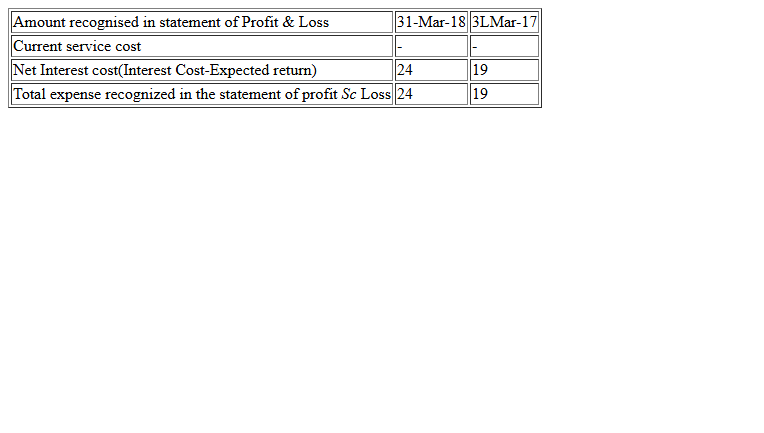 Amount recognised in statement of Profit & Loss 31-Mar-18 3LMar-17
Current service cost - -
Net Interest cost(Interest Cost-Expected return) 24 19
Total expense recognized in the statement of profit Sc Loss 24 19